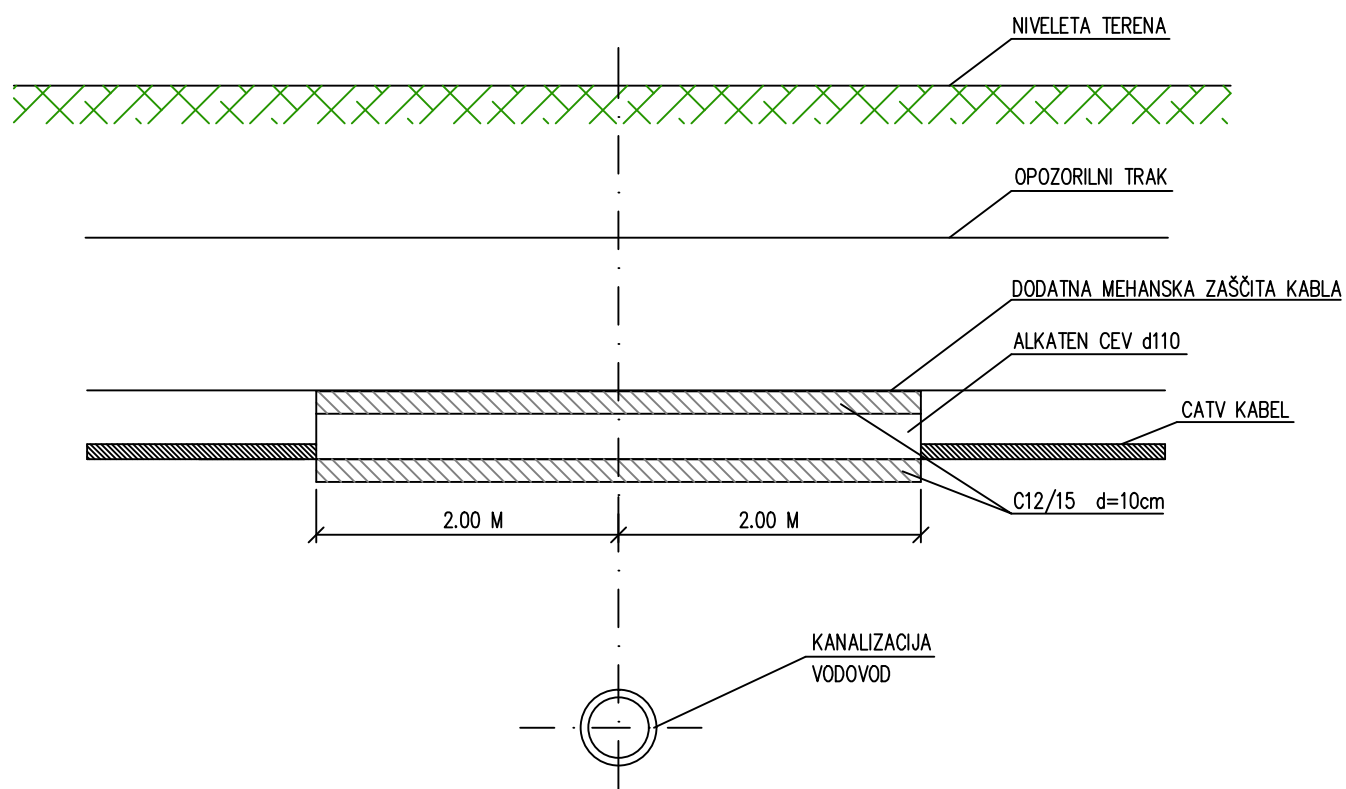 NIVELETA TERENA
OPOZORILNI TRAK
DODATNA MEHANSKA ZAŠČITA KABLA
ALKATEN CEV d110
CATV KABEL
C12/15 d=10cm
2.00 M
2.00 M
KANALIZACIJA
VODOVOD